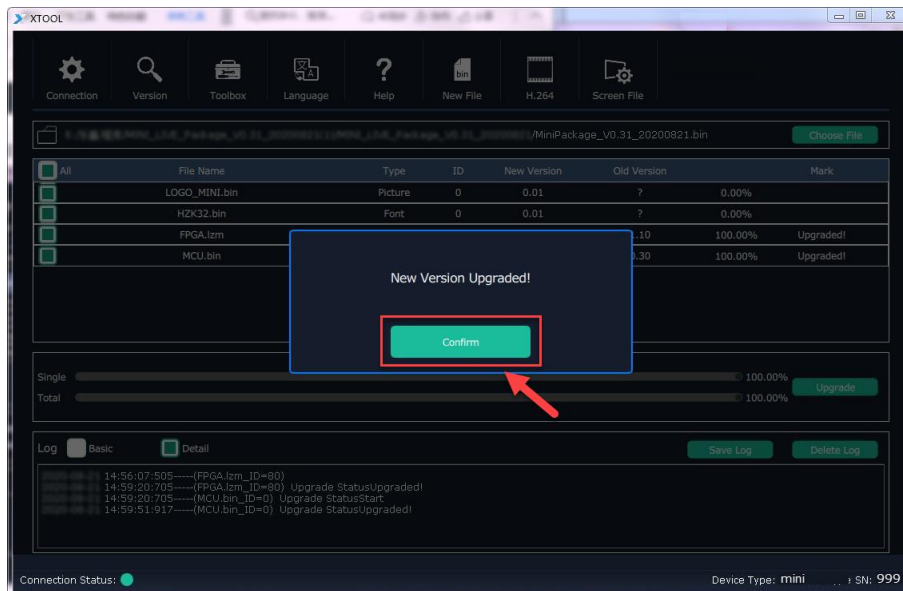 XTOOL
Connection Version Toolbox Language Help New File H.264 Screen File
bin
/MiniPackage_V0.31_20200821.bin Choose File
All File Name Type ID New Version Old Version Mark
LOGO_MINI.bin Picture 0 0.01 ? 0.00%
HZK32.bin Font 0 0.01 ? 0.00%
FPGA.lzm .10 100.00% Upgraded!
MCU.bin .30 100.00% Upgraded!
New Version Upgraded!
Confirm
Single 100.00%
Upgrade
Total 100.00%
Log Basic Detail Save Log Delete Log
14:56:07:505-----(FPGA.lzm_ID=80)
14:59:20:705-----(FPGA.lzm_ID=80) Upgrade StatusUpgraded!
14:59:20:705-----(MCU.bin_ID=0) Upgrade StatusStart
14:59:51:917-----(MCU.bin_ID=0) Upgrade StatusUpgraded!
Connection Status: Device Type: mini SN: 999